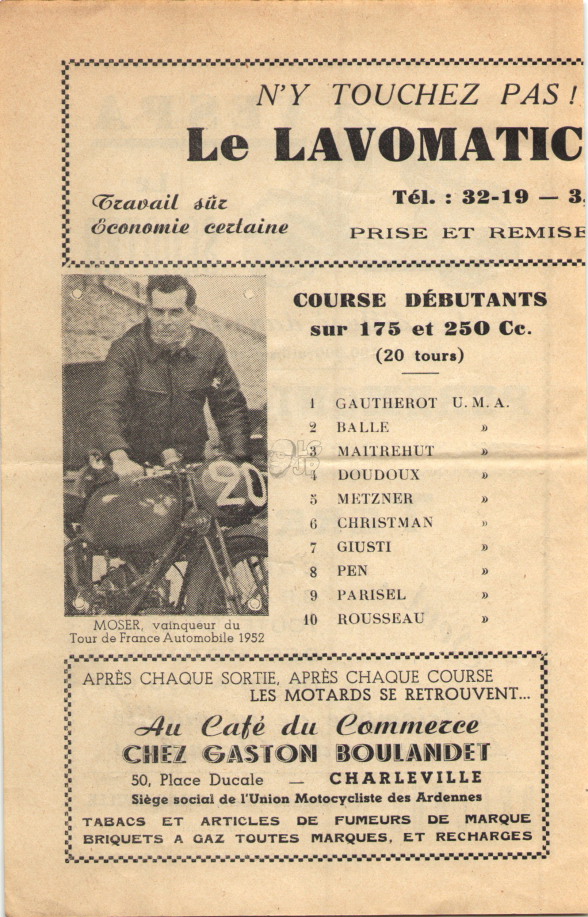 N'Y TOUCHEZ PAS !
Le LAVOMATIC
Travail sûr
Économie certaine
Tél. : 32-19 — 3
PRISE ET REMISE
COURSE DÉBUTANTS
sur 175 et 250 Cc.
(20 tours)
1 GAUTHEROT U. M. A.
2 BALLE »
3 MAITREHUT »
4 DOUDOUX »
5 METZNER »
6 CHRISTMAN »
7 GIUSTI »
8 PEN »
9 PARISEL »
10 ROUSSEAU »
20
MOSER, vainqueur du
Tour de France Automobile 1952
APRÈS CHAQUE SORTIE, APRÈS CHAQUE COURSE
LES MOTARDS SE RETROUVENT...
Au Café du Commerce
CHEZ GASTON BOULANDET
50, Place Ducale — CHARLEVILLE
Siège social de l'Union Motocycliste des Ardennes
TABACS ET ARTICLES DE FUMEURS DE MARQUE
BRIQUETS A GAZ TOUTES MARQUES, ET RECHARGES